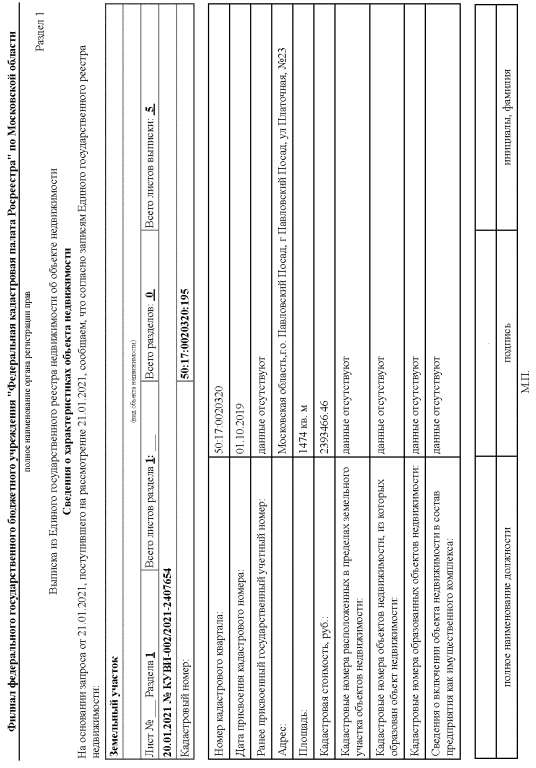 Филиал федерального государственного бюджетного учреждения "Федеральная кадастровая палата Росреестра" по Московской области
полное наименование органа регистрации прав
Раздел 1
Выписка из Единого государственного реестра недвижимости об объекте недвижимости
Сведения о характеристиках объекта недвижимости
На основании запроса от 21.01.2021, поступившего на рассмотрение 21.01.2021, сообщаем, что согласно записям Единого государственного реестра
недвижимости:
Земельный участок
(вид объекта недвижимости)
Лист № Раздела 1 Всего листов раздела 1: Всего разделов: 0 Всего листов выписки: 5
20.01.2021 № КУВИ-002/2021-2407654
Кадастровый номер: 50:17:0020320:195
Номер кадастрового квартала: 50:17:0020320
Дата присвоения кадастрового номера: 01.10.2019
Ранее присвоенный государственный учетный номер: данные отсутствуют
Адрес: Московская область,г.о. Павловский Посад, г Павловский Посад, ул Платочная, №23
Площадь: 1474 кв. м
Кадастровая стоимость, руб.: 2393466.46
Кадастровые номера расположенных в пределах земельного данные отсутствуют
участка объектов недвижимости:
Кадастровые номера объектов недвижимости, из которых данные отсутствуют
образован объект недвижимости:
Кадастровые номера образованных объектов недвижимости: данные отсутствуют
Сведения о включении объекта недвижимости в состав данные отсутствуют
предприятия как имущественного комплекса:
полное наименование должности подпись инициалы, фамилия
М.П.